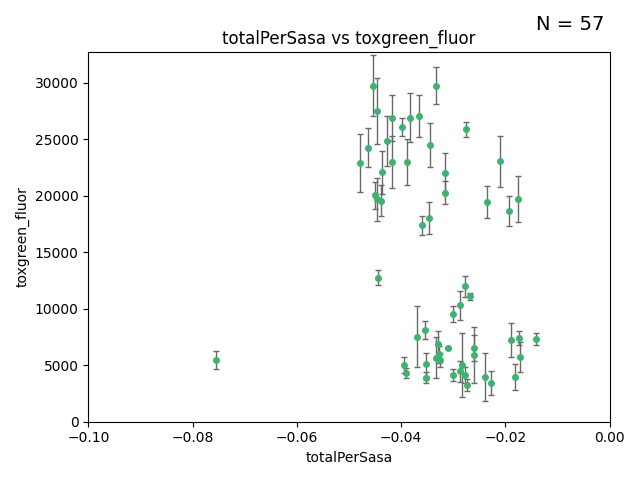 N = 57
totalPerSasa vs toxgreen_fluor
toxgreen_fluor
30000
25000
20000
15000
10000
5000
0
−0.10 −0.08 −0.06 −0.04 −0.02 0.00
totalPerSasa